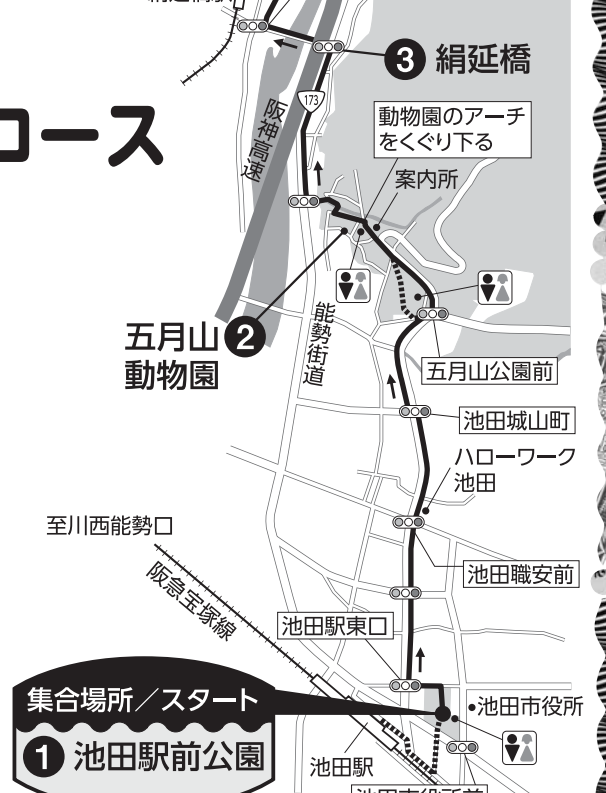 ③ 絹延橋
173
阪神高速
コース
動物園のアーチ
をくぐり下る
案内所
五月山②
動物園
能勢街道
五月山公園前
池田城山町
ハローワーク
池田
至川西能勢口
池田職安前
阪急宝塚線
池田駅東口
集合場所／スタート
① 池田駅前公園
池田市役所
池田駅